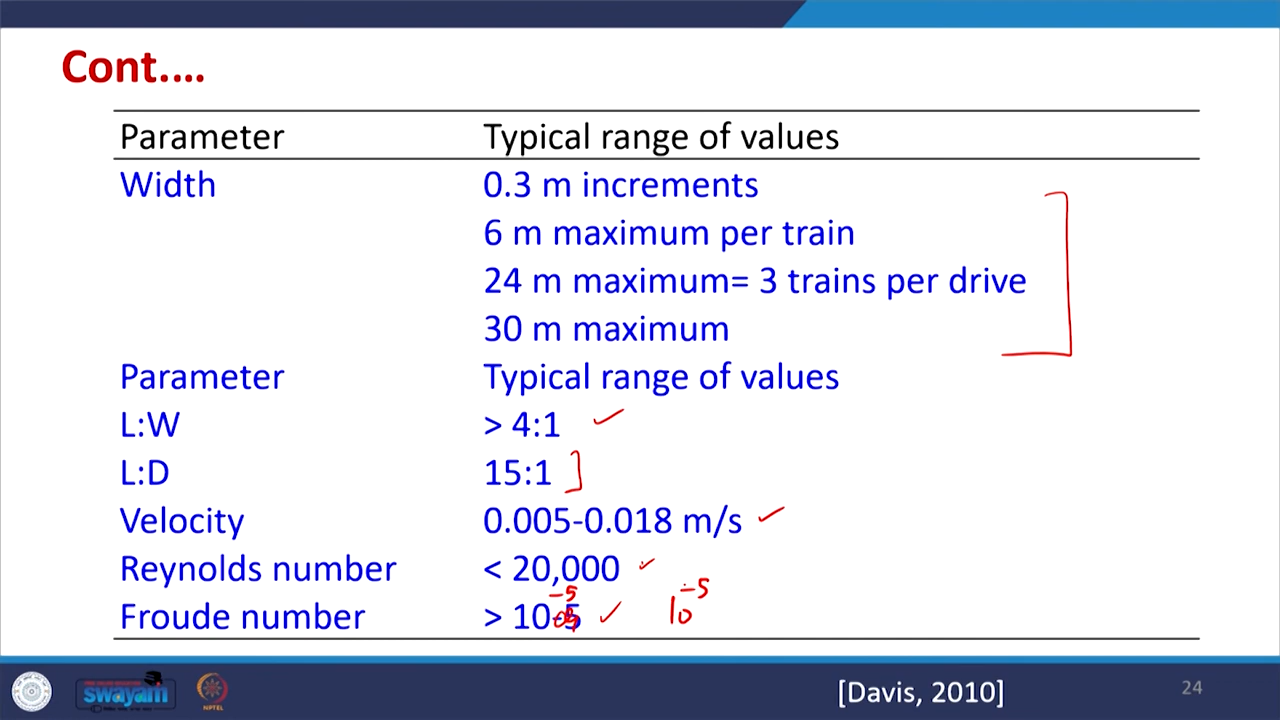 Cont....
Parameter Typical range of values
Width 0.3 m increments
6 m maximum per train
24 m maximum= 3 trains per drive
30 m maximum
Parameter Typical range of values
L:W > 4:1
L:D 15:1
Velocity 0.005-0.018 m/s
Reynolds number < 20,000
-5
Froude number > 10-5 10-5
swayam
NPTEL
[Davis, 2010]
24